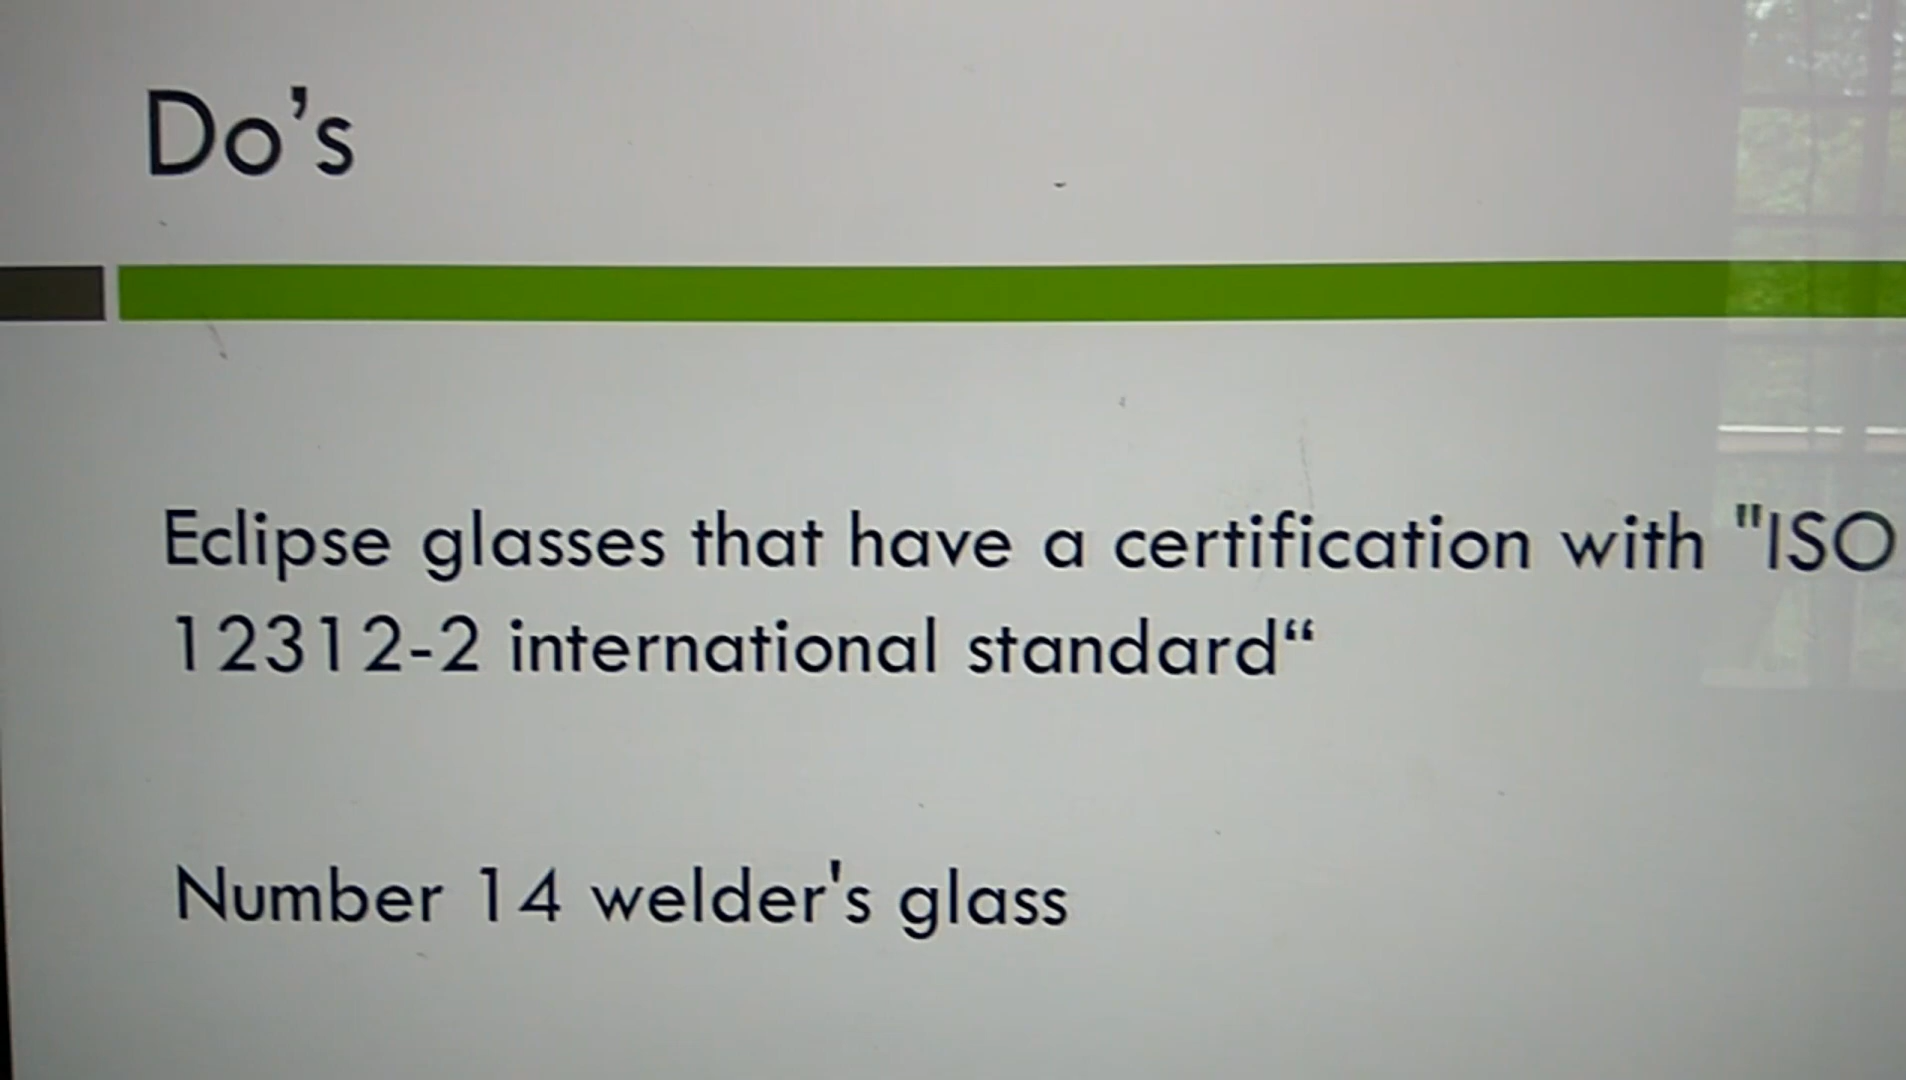 Do’s
Eclipse glasses that have a certification with "ISO
12312-2 international standard“
Number 14 welder's glass